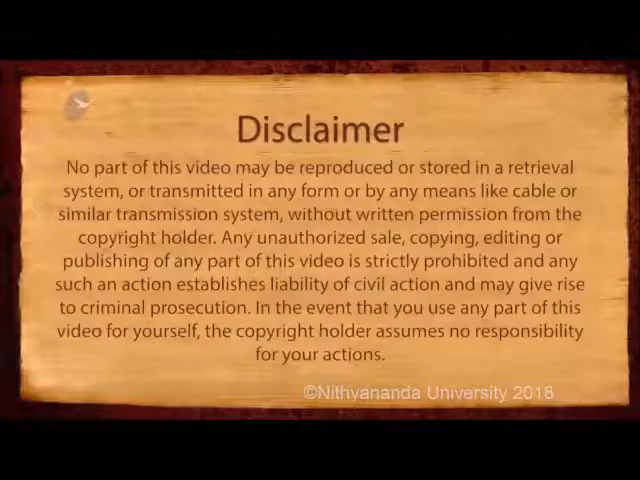 Disclaimer
No part of this video may be reproduced or stored in a retrieval
system, or transmitted in any form or by any means like cable or
similar transmission system, without written permission from the
copyright holder. Any unauthorized sale, copying, editing or
publishing of any part of this video is strictly prohibited and any
such an action establishes liability of civil action and may give rise
to criminal prosecution. In the event that you use any part of this
video for yourself, the copyright holder assumes no responsibility
for your actions.
©Nithyananda University 2018